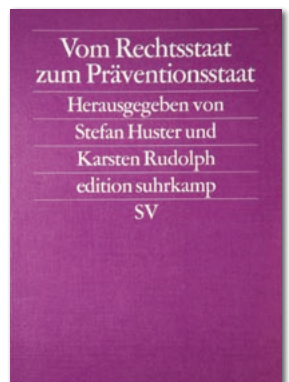 Vom Rechtsstaat
zum Präventionsstaat
Herausgegeben von
Stefan Huster und
Karsten Rudolph
edition suhrkamp
SV